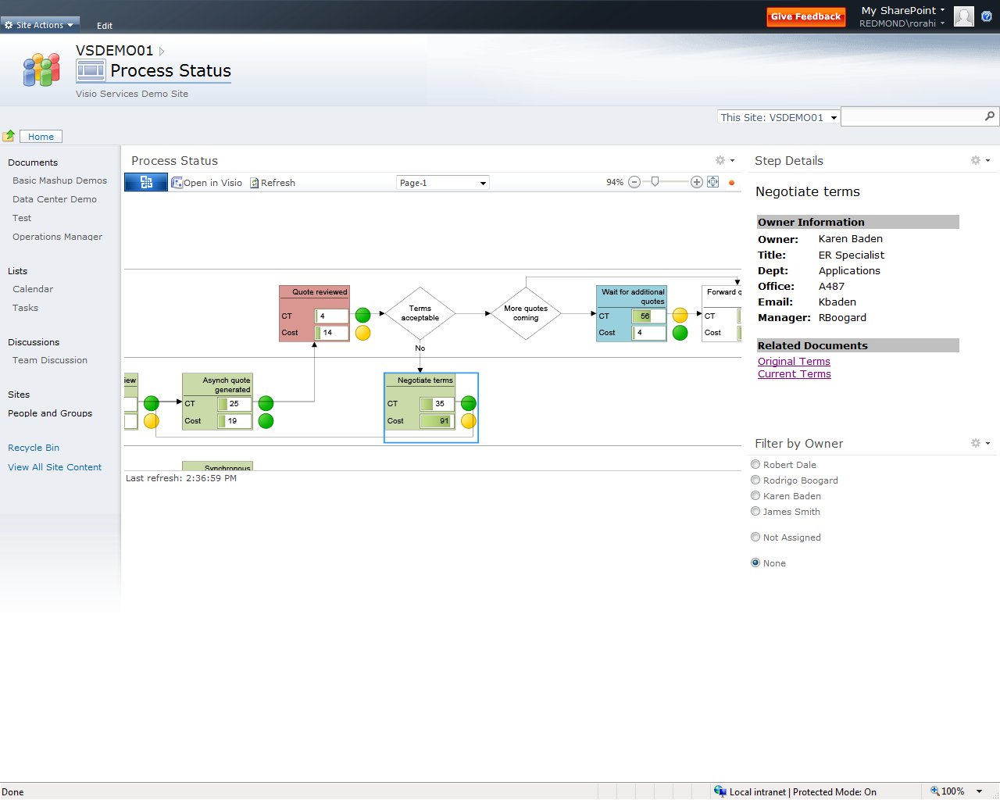 Site Actions
Edit
Give Feedback
My SharePoint
REDMOND\rorahi
VSDEMO01
Process Status
Visio Services Demo Site
This Site: VSDEMO01
Home
Documents
Basic Mashup Demos
Data Center Demo
Test
Operations Manager
Lists
Calendar
Tasks
Discussions
Team Discussion
Sites
People and Groups
Recycle Bin
View All Site Content
Process Status
Open in Visio
Refresh
Page-1
94%
Quote reviewed
CT 4
Cost 14
Terms
acceptable
No
More quotes
coming
Wait for additional
quotes
CT 56
Cost 4
Forward q
CT
Cost
iew
Asynch quote
generated
CT 25
Cost 19
Negotiate terms
CT 35
Cost 91
Synchronous
Last refresh: 2:36:59 PM
Step Details
Negotiate terms
Owner Information
Owner: Karen Baden
Title: ER Specialist
Dept: Applications
Office: A487
Email: Kbaden
Manager: RBoogard
Related Documents
Original Terms
Current Terms
Filter by Owner
Robert Dale
Rodrigo Boogard
Karen Baden
James Smith
Not Assigned
None
Done
Local intranet | Protected Mode: On
100%